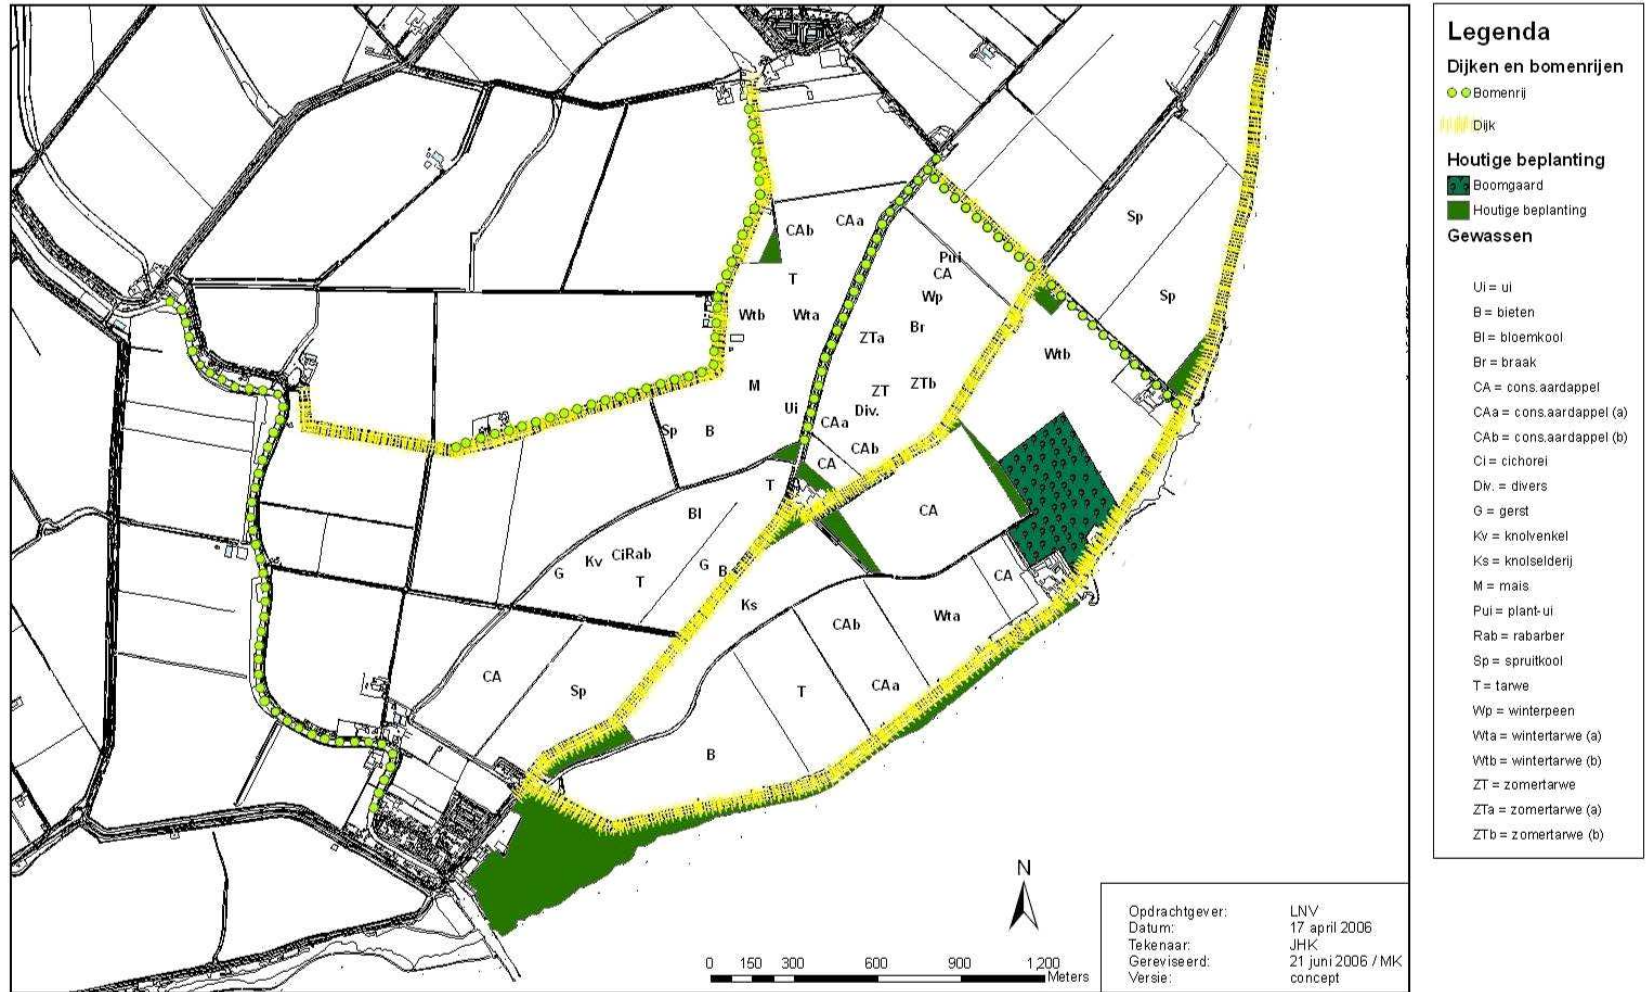 Legenda
Dijken en bomenrijen
Bomenrij
Dijk
Houtige beplanting
Boomgaard
Houtige beplanting
Gewassen
Ui = ui
B = bieten
Bl = bloemkool
Br = braak
CA = cons.aardappel
CAa = cons.aardappel (a)
CAb = cons.aardappel (b)
Ci = cichorei
Div. = divers
G = gerst
Kv = knolvenkel
Ks = knolselderij
M = mais
Pui = plant-ui
Rab = rabarber
Sp = spruitkool
T = tarwe
Wp = winterpeen
Wta = wintertarwe (a)
Wtb = wintertarwe (b)
ZT = zomertarwe
ZTa = zomertarwe (a)
ZTb = zomertarwe (b)
Sp
CAb CAa
Pui
CA
T
Wp
Sp
Wtb Wta
Br
ZTa
Wtb
M
ZT ZTb
Ui
Div.
CAa
Sp B
CAb
CA
T
Bl
CA
Kv CiRab
G
T
G B
CA
Ks
CAb
Wta
CA
Sp
T
CAa
B
N
0 150 300 600 900 1,200
Meters
Opdrachtgever: LNV
Datum: 17 april 2006
Tekenaar: JHK
Gereviseerd: 21 juni 2006 / MK
Versie: concept